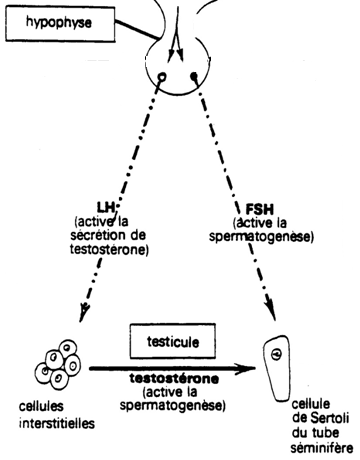 hypophyse
LH
(active la
sécrétion de
testostérone)
FSH
(active la
spermatogenèse)
testicule
testostérone
(active la
spermatogenèse)
cellules
interstitielles
cellule
de Sertoli
du tube
séminifère